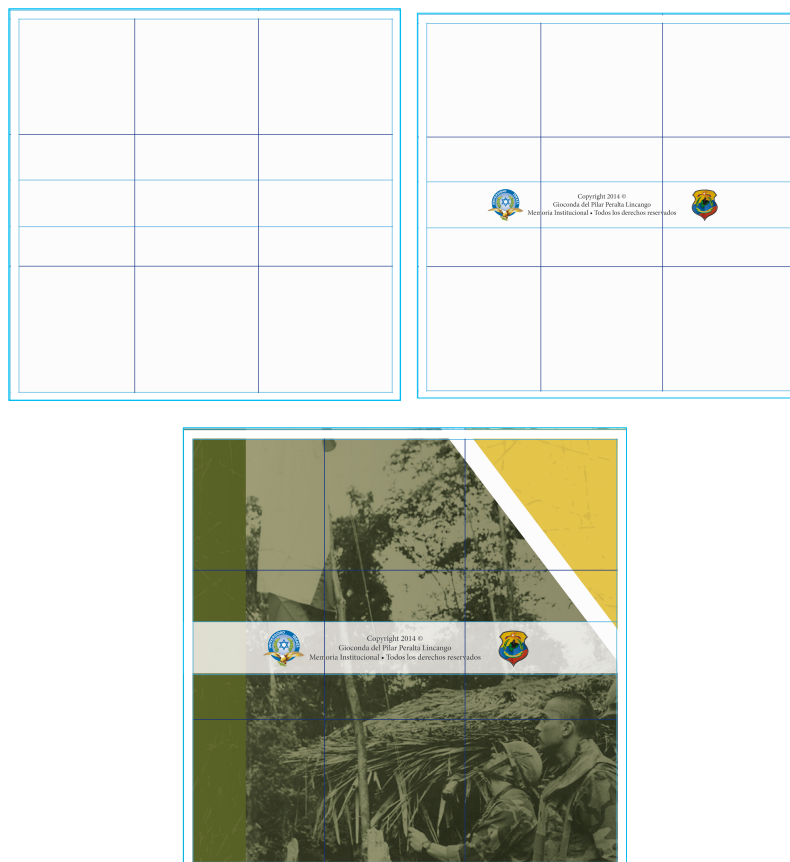 Copyright 2014 ©
Gioconda del Pilar Peralta Lincango
Memoria Institucional • Todos los derechos reservados
Copyright 2014 ©
Gioconda del Pilar Peralta Lincango
Memoria Institucional • Todos los derechos reservados